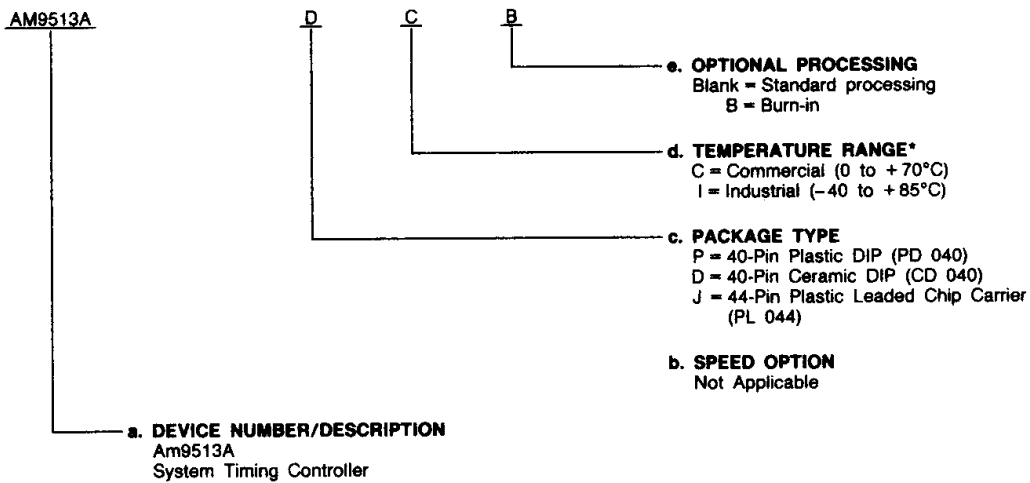 AM9513A D C B
e. OPTIONAL PROCESSING
Blank = Standard processing
B = Burn-in
d. TEMPERATURE RANGE*
C = Commercial (0 to +70°C)
I = Industrial (−40 to +85°C)
c. PACKAGE TYPE
P = 40-Pin Plastic DIP (PD 040)
D = 40-Pin Ceramic DIP (CD 040)
J = 44-Pin Plastic Leaded Chip Carrier
(PL 044)
b. SPEED OPTION
Not Applicable
a. DEVICE NUMBER/DESCRIPTION
Am9513A
System Timing Controller